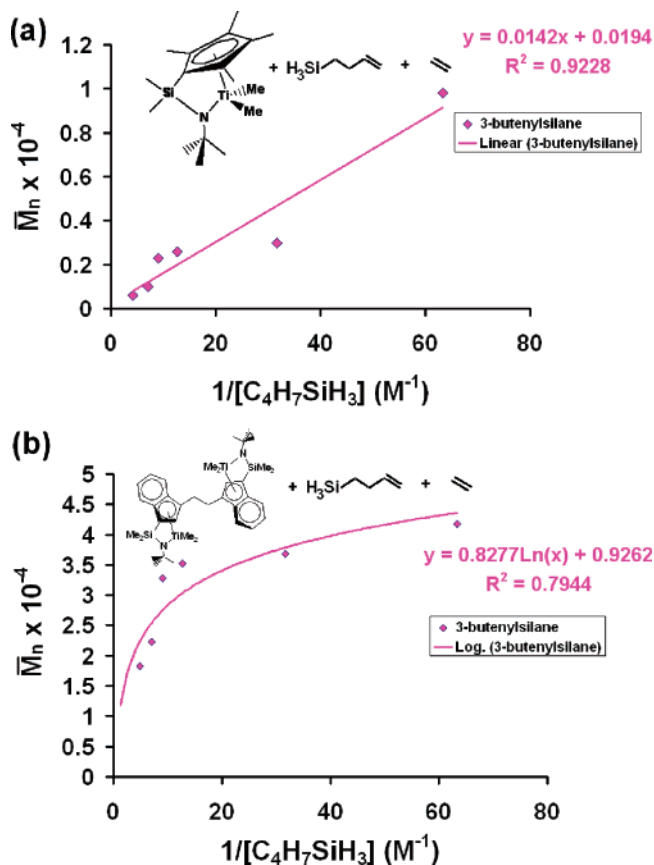 (a)
y = 0.0142x + 0.0194
R² = 0.9228
Si
N
Ti
Me
Me
+ H₃Si + 
3-butenylsilane
Linear (3-butenylsilane)
M̅ₙ x 10⁻⁴
1.2
1
0.8
0.6
0.4
0.2
0
0 20 40 60 80
1/[C₄H₇SiH₃] (M⁻¹)
(b)
Me₂Ti
N
SiMe₂
Me₂Si
TiMe₂
N
+ H₃Si +
y = 0.8277Ln(x) + 0.9262
R² = 0.7944
3-butenylsilane
Log. (3-butenylsilane)
M̅ₙ x 10⁻⁴
5
4.5
4
3.5
3
2.5
2
1.5
1
0.5
0
0 20 40 60 80
1/[C₄H₇SiH₃] (M⁻¹)